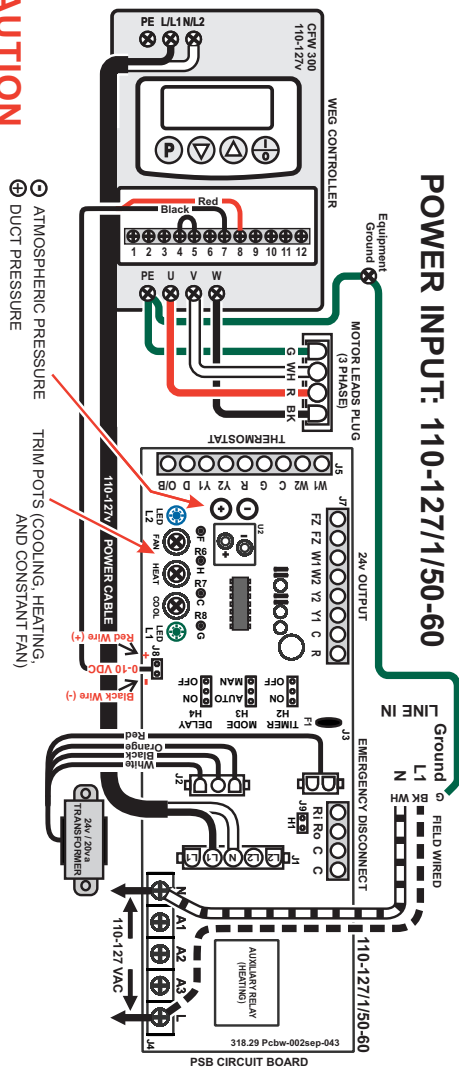 POWER INPUT: 110-127/1/50-60
CAUTION
PE L/L1 N/L2
CFW 300
110-127v
WEG CONTROLLER
P
I
0
Red
Black
1 2 3 4 5 6 7 8 9 10 11 12
PE U V W
⊖ ATMOSPHERIC PRESSURE
⊕ DUCT PRESSURE
TRIM POTS (COOLING, HEATING,
AND CONSTANT FAN)
Equipment
Ground
MOTOR LEADS PLUG
(3 PHASE)
G WH R BK
THERMOSTAT
J5
O/B D Y1 Y2 R G C W2 W1
J7
FZ FZ W1 W2 Y2 Y1 C R
24v OUTPUT
U2
+ -
LED
L2
FAN
HEAT
COOL
LED
L1
F
R6
H
R7
C
R8
G
J8
+ -
Red Wire (+)
0-10 VDC
Black Wire (-)
110-127v POWER CABLE
OFF ON
H4
DELAY
MAN AUTO
H3
MODE
OFF ON
H2
TIMER
F1
J3
Red
Orange
Black
White
J2
24v / 20va
TRANSFORMER
EMERGENCY DISCONNECT
J9
H1
Ri Ro C C
J1
L1 L1 N L2 L2
LINE IN
Ground
L1
N
G
BK
WH
FIELD WIRED
110-127/1/50-60
N A1 A2 A3 L
J4
110-127 VAC
AUXILIARY RELAY
(HEATING)
318.29 Pcbw-002sep-043
PSB CIRCUIT BOARD